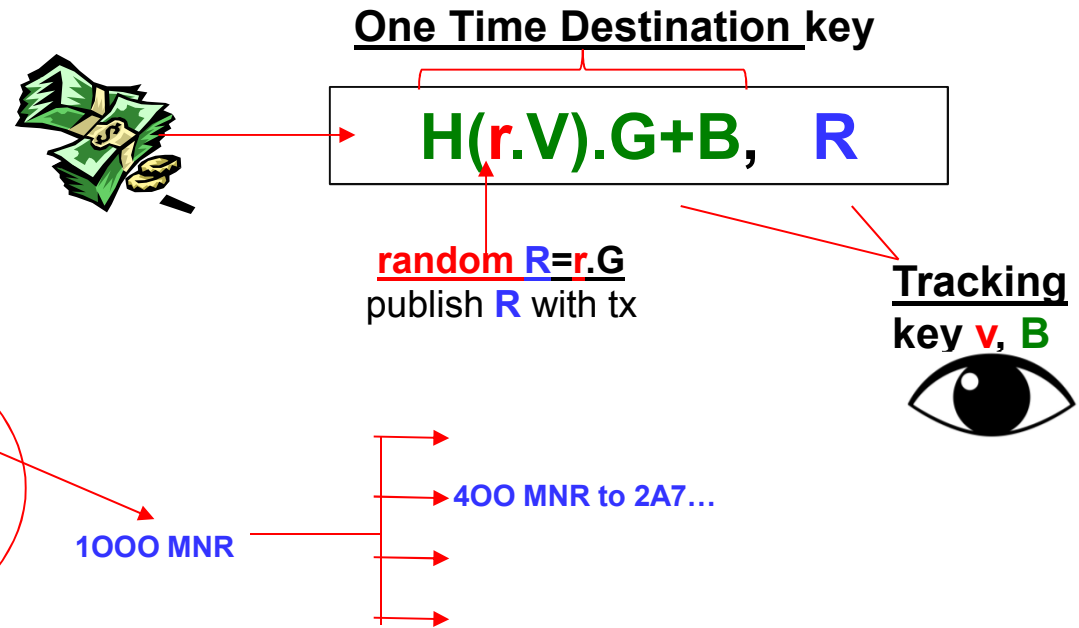 One Time Destination key
H(r.V).G+B, R
random R=r.G
publish R with tx
Tracking
key v, B
4OO MNR to 2A7…
1OOO MNR